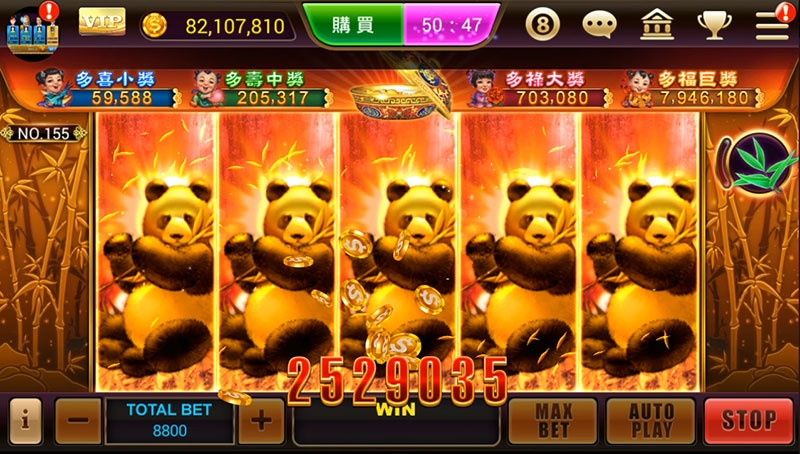 VIP
82,107,810
購買
50 : 47
8
多喜小獎
59,588
多壽中獎
205,317
多祿大獎
703,080
多福巨獎
7,946,180
NO.155
2529035
WIN
i
−
TOTAL BET
8800
+
MAX BET
AUTO PLAY
STOP